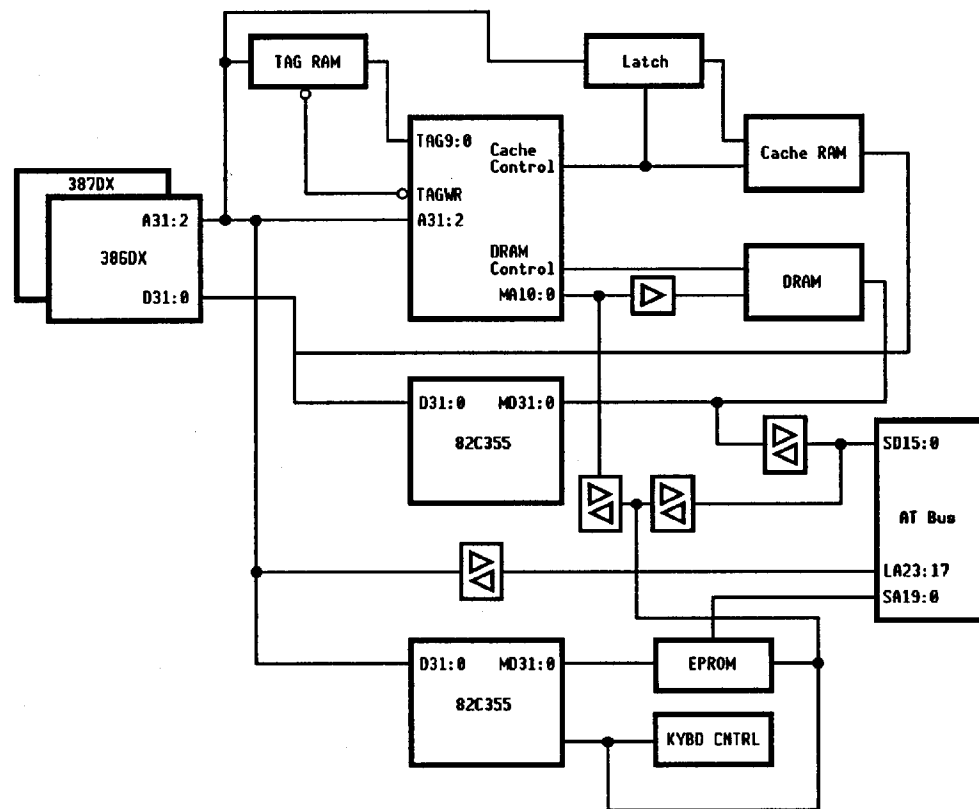 TAG RAM
Latch
TAG9:0
Cache
Control
Cache RAM
TAGWR
387DX
A31:2
A31:2
386DX
DRAM
Control
DRAM
D31:0
MA10:0
D31:0
MD31:0
82C355
SD15:0
AT Bus
LA23:17
SA19:0
D31:0
MD31:0
EPROM
82C355
KYBD CNTRL